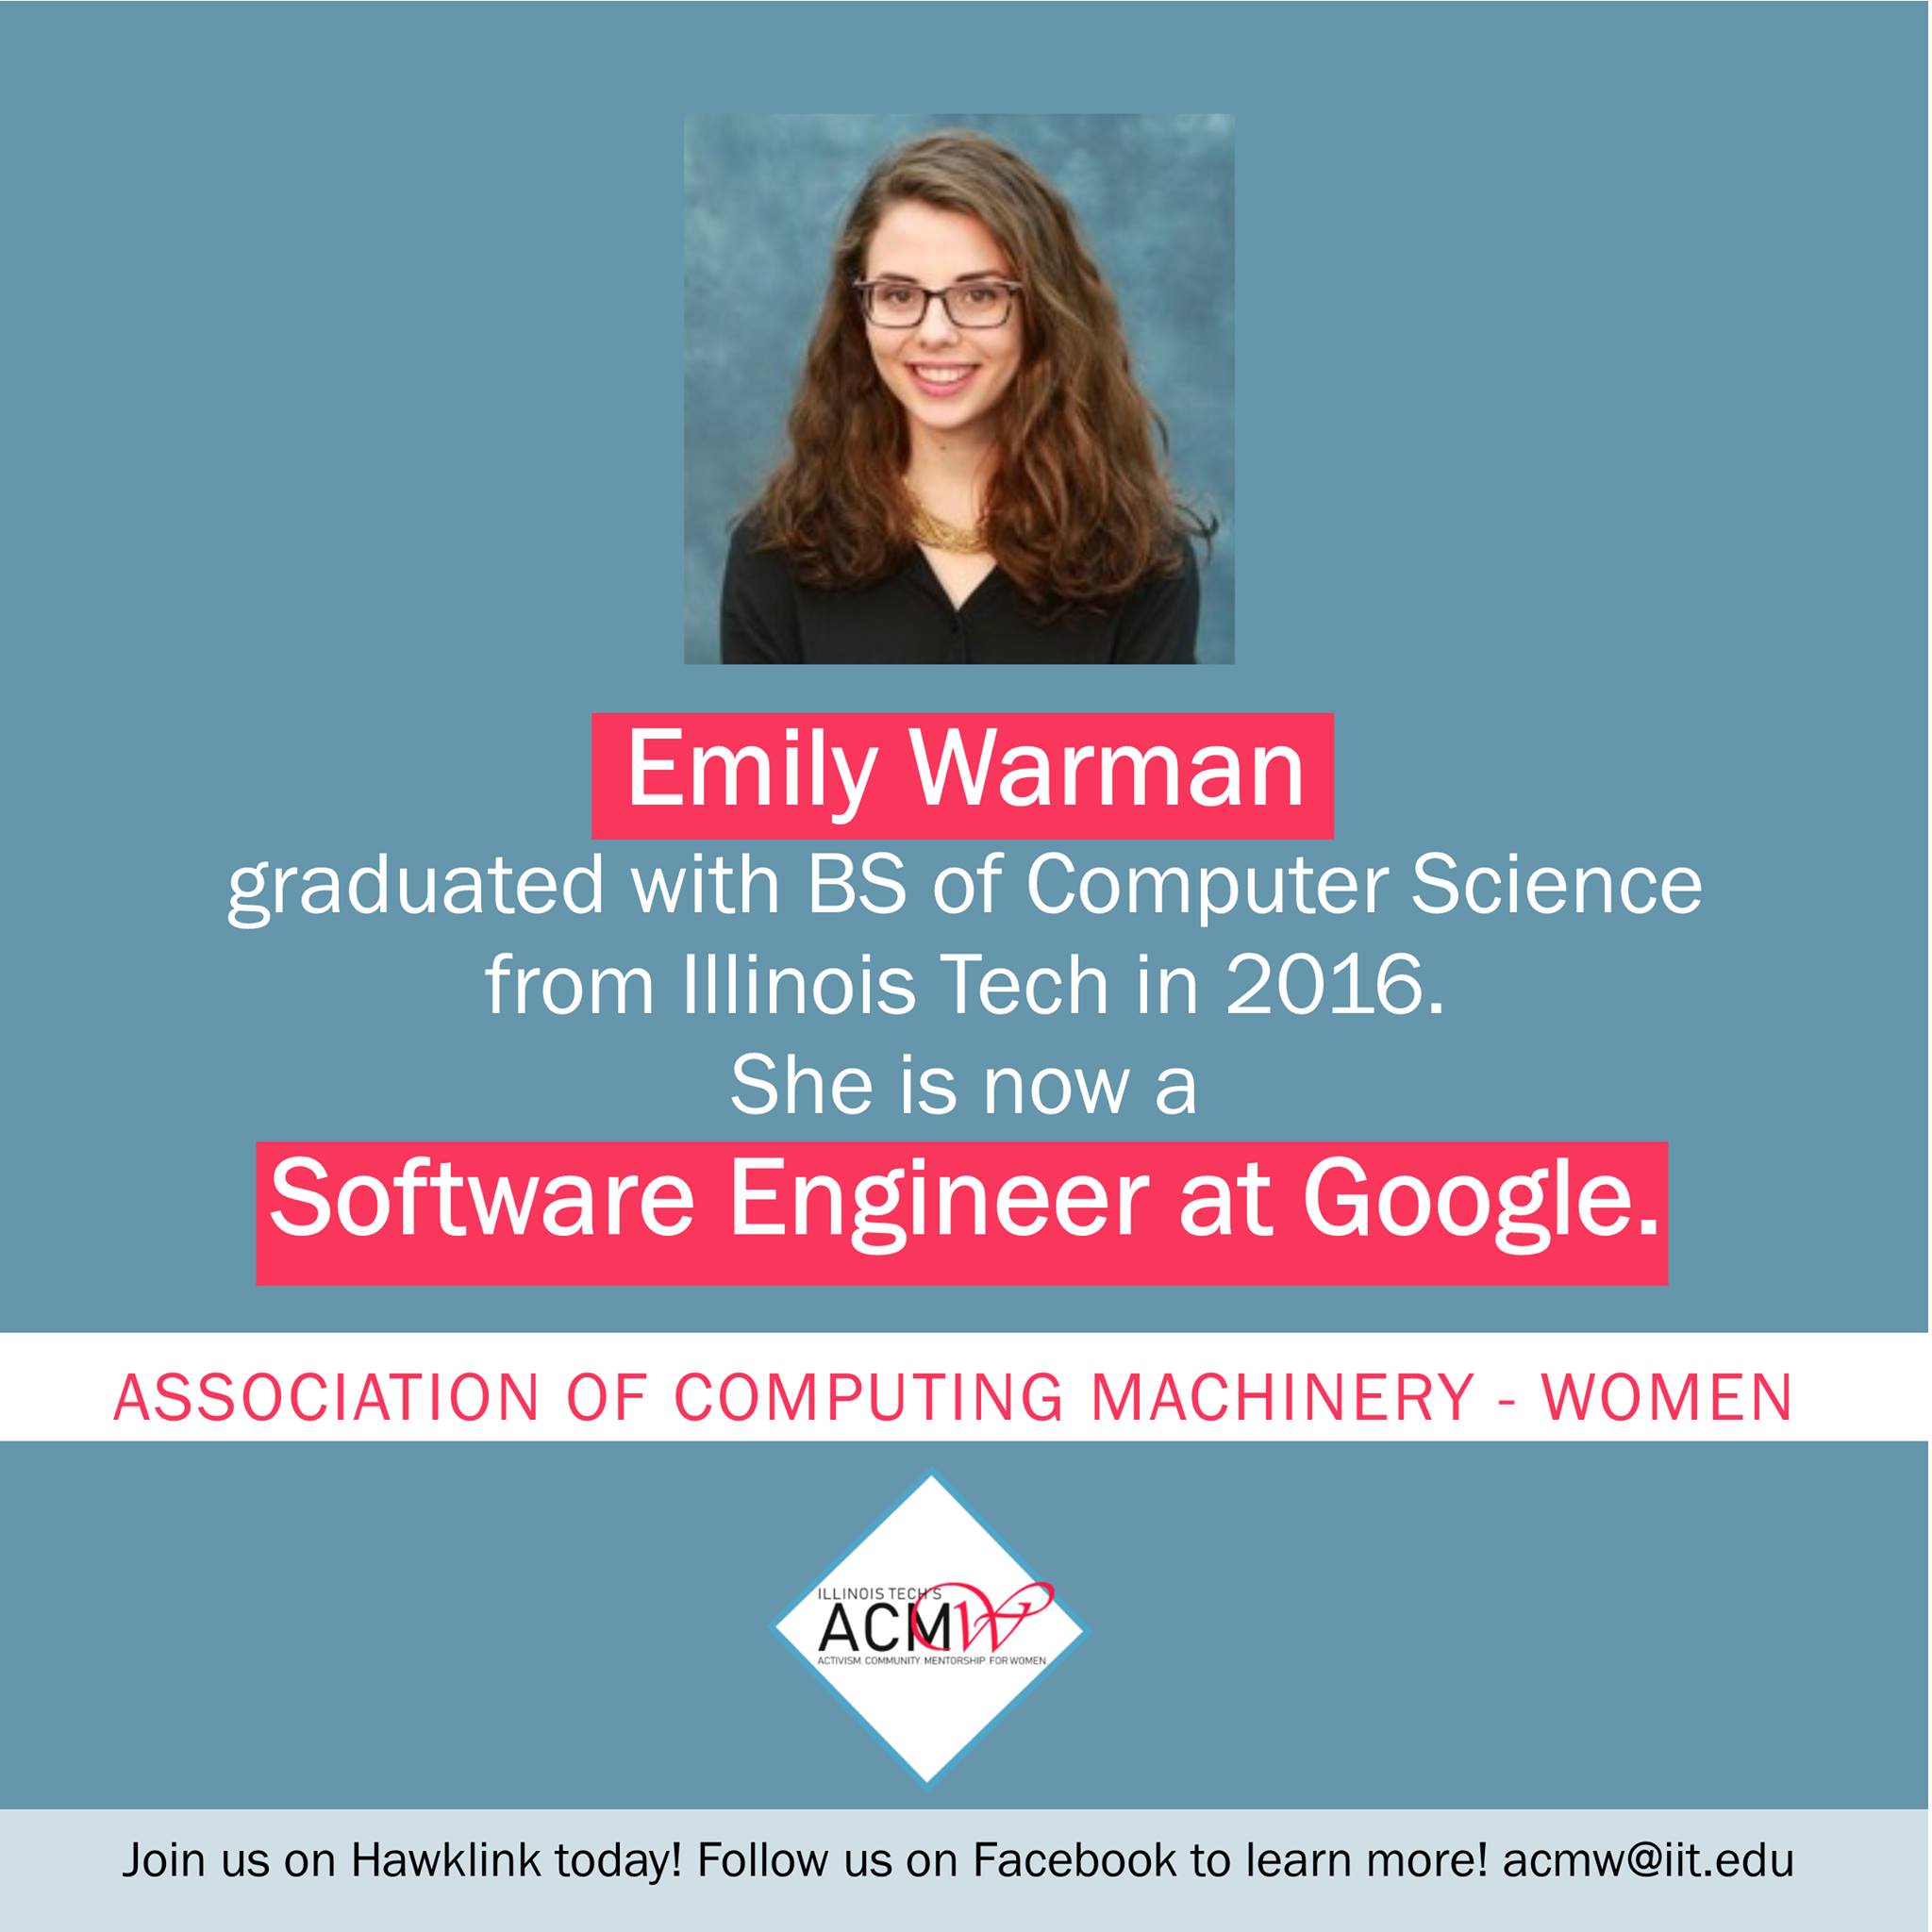 Emily Warman
graduated with BS of Computer Science
from Illinois Tech in 2016.
She is now a
Software Engineer at Google.
ASSOCIATION OF COMPUTING MACHINERY - WOMEN
ILLINOIS TECH'S
ACMW
ACTIVISM. COMMUNITY. MENTORSHIP. FOR WOMEN.
Join us on Hawklink today! Follow us on Facebook to learn more! acmw@iit.edu